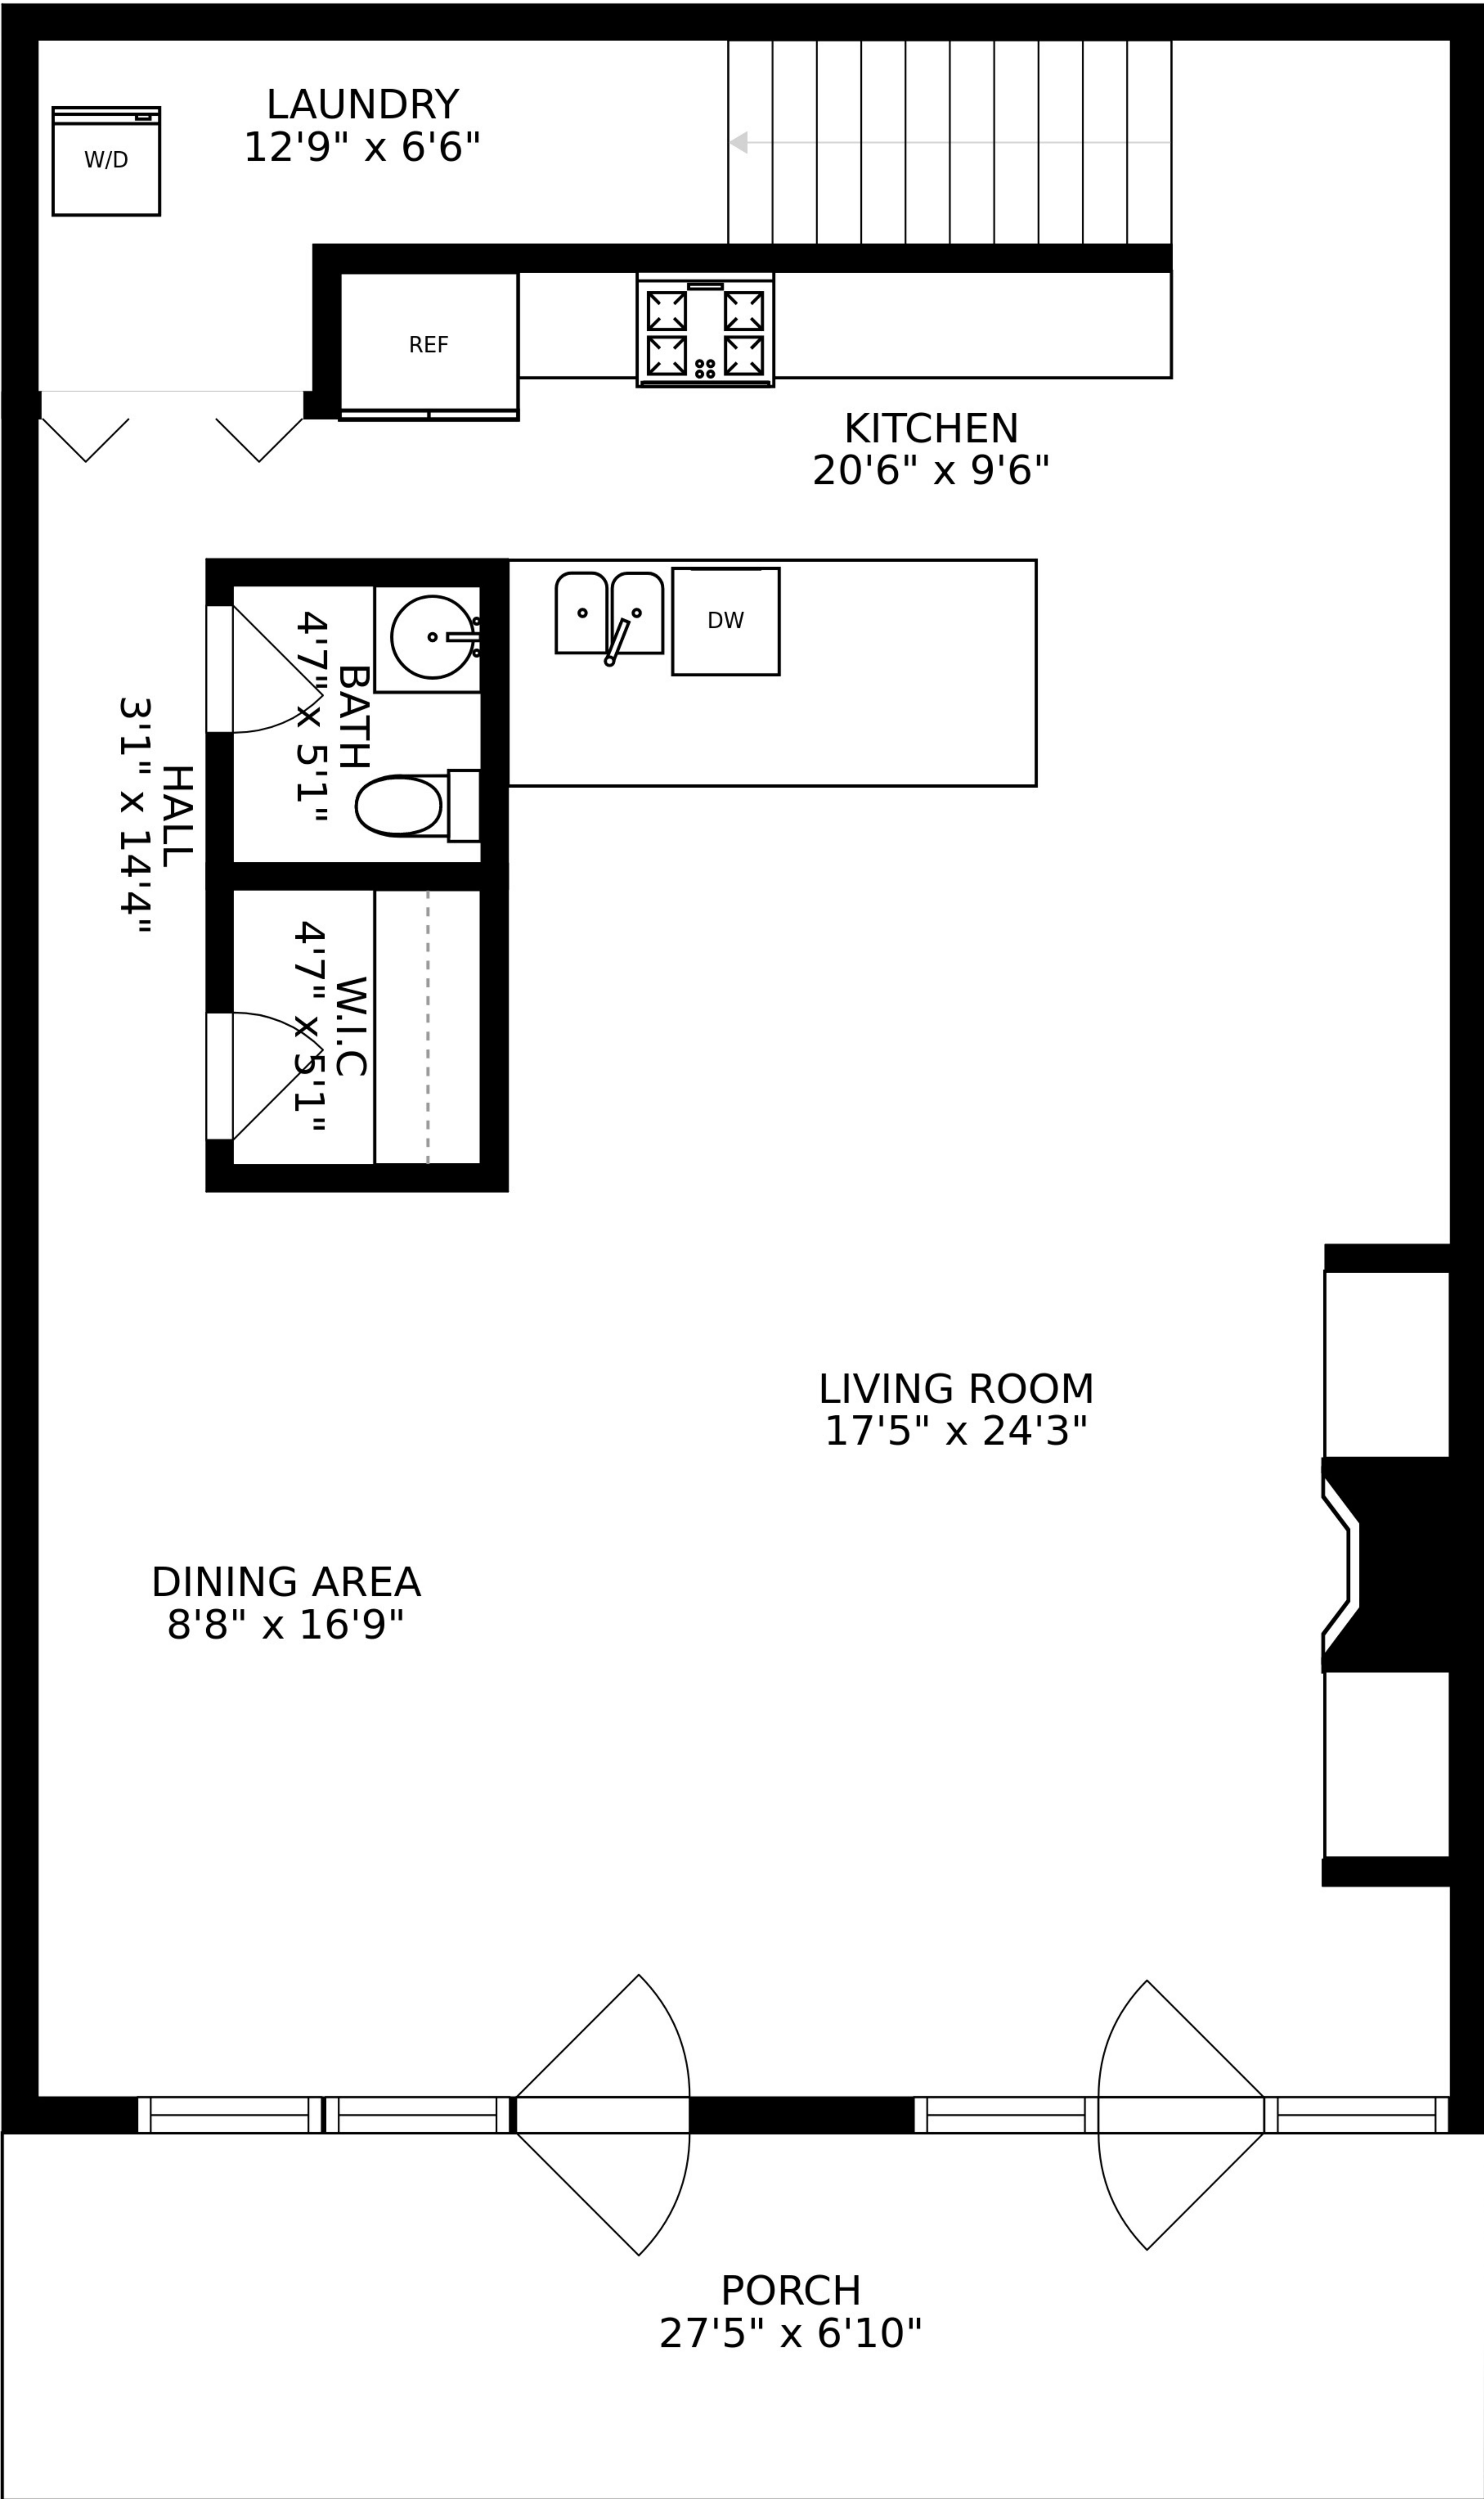 LAUNDRY
12'9" x 6'6"
W/D
REF
KITCHEN
20'6" x 9'6"
DW
BATH
4'7" x 5'1"
HALL
3'1" x 14'4"
W.I.C
4'7" x 5'1"
LIVING ROOM
17'5" x 24'3"
DINING AREA
8'8" x 16'9"
PORCH
27'5" x 6'10"